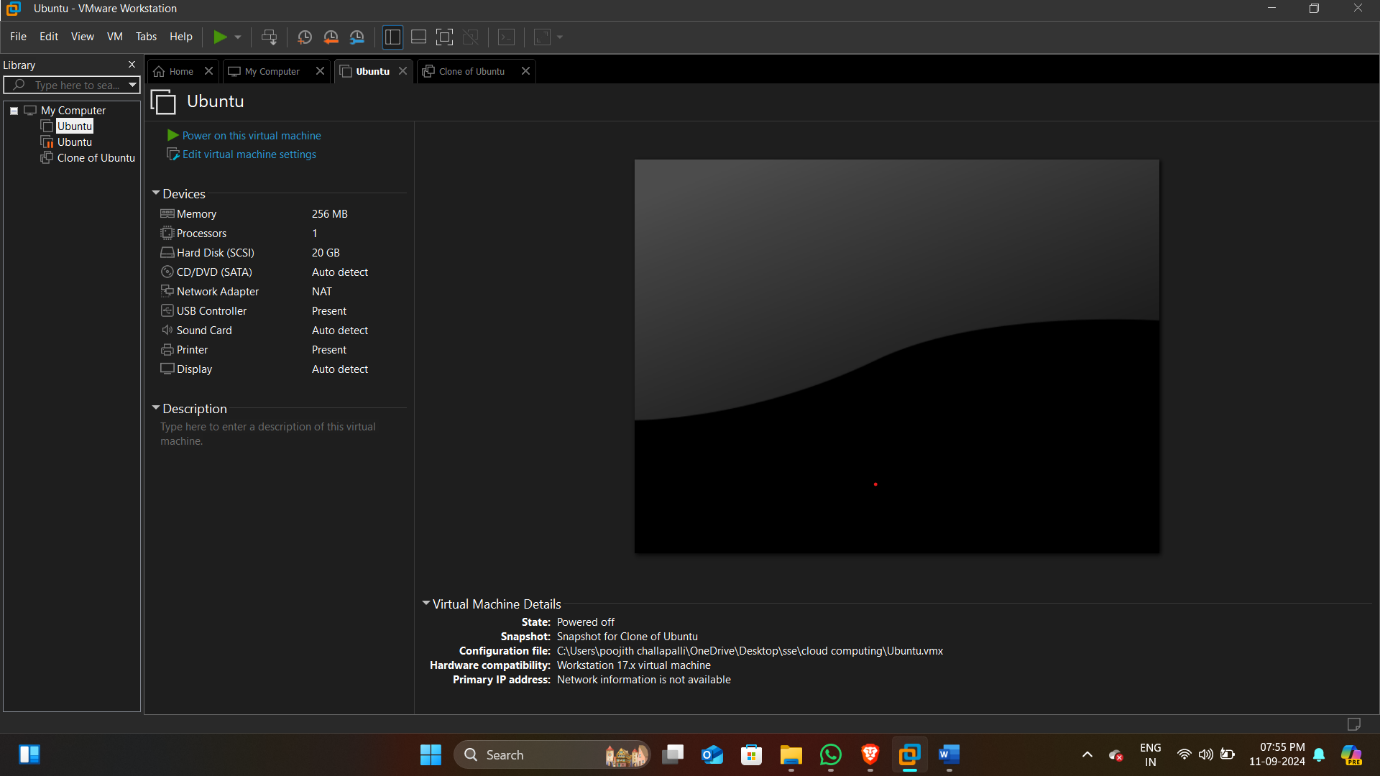 Ubuntu - VMware Workstation
File Edit View VM Tabs Help
Library
Type here to sea...
My Computer
Ubuntu
Ubuntu
Clone of Ubuntu
Home
My Computer
Ubuntu
Clone of Ubuntu
Ubuntu
Power on this virtual machine
Edit virtual machine settings
Devices
Memory 256 MB
Processors 1
Hard Disk (SCSI) 20 GB
CD/DVD (SATA) Auto detect
Network Adapter NAT
USB Controller Present
Sound Card Auto detect
Printer Present
Display Auto detect
Description
Type here to enter a description of this virtual
machine.
Virtual Machine Details
State: Powered off
Snapshot: Snapshot for Clone of Ubuntu
Configuration file: C:\Users\poojith challapalli\OneDrive\Desktop\sse\cloud computing\Ubuntu.vmx
Hardware compatibility: Workstation 17.x virtual machine
Primary IP address: Network information is not available
Search
ENG
IN
07:55 PM
11-09-2024
PRE